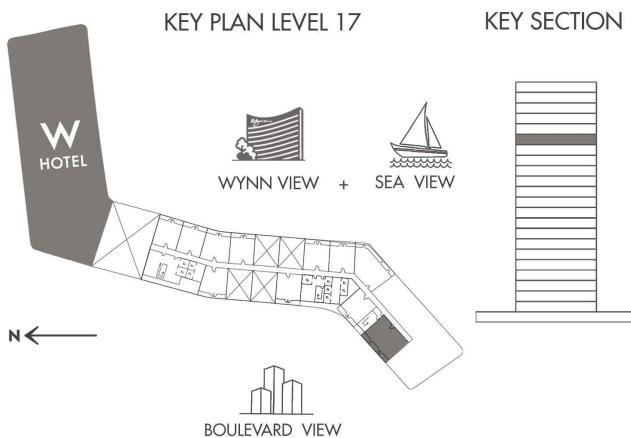 KEY PLAN LEVEL 17
KEY SECTION
W
HOTEL
WYNN VIEW + SEA VIEW
N
BOULEVARD VIEW